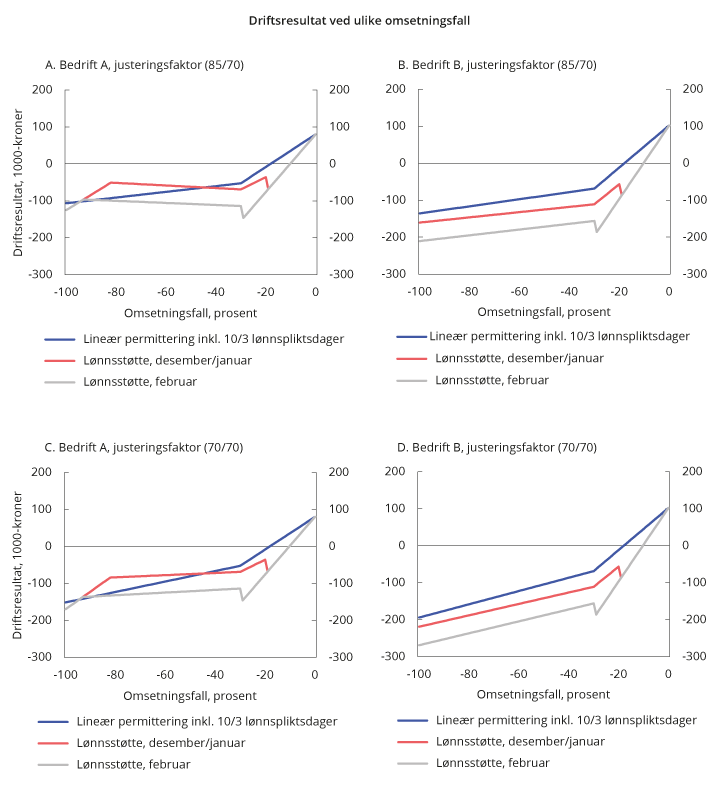 Driftsresultat ved ulike omsetningsfall
A. Bedrift A, justeringsfaktor (85/70)
Driftsresultat, 1000-kroner
200 200
100 100
0 0
-100 -100
-200 -200
-300 -300
-100 -80 -60 -40 -20 0
Omsetningsfall, prosent
Lineær permittering inkl. 10/3 lønnspliktsdager
Lønnsstøtte, desember/januar
Lønnsstøtte, februar
B. Bedrift B, justeringsfaktor (85/70)
200 200
100 100
0 0
-100 -100
-200 -200
-300 -300
-100 -80 -60 -40 -20 0
Omsetningsfall, prosent
Lineær permittering inkl. 10/3 lønnspliktsdager
Lønnsstøtte, desember/januar
Lønnsstøtte, februar
C. Bedrift A, justeringsfaktor (70/70)
Driftsresultat, 1000-kroner
200 200
100 100
0 0
-100 -100
-200 -200
-300 -300
-100 -80 -60 -40 -20 0
Omsetningsfall, prosent
Lineær permittering inkl. 10/3 lønnspliktsdager
Lønnsstøtte, desember/januar
Lønnsstøtte, februar
D. Bedrift B, justeringsfaktor (70/70)
200 200
100 100
0 0
-100 -100
-200 -200
-300 -300
-100 -80 -60 -40 -20 0
Omsetningsfall, prosent
Lineær permittering inkl. 10/3 lønnspliktsdager
Lønnsstøtte, desember/januar
Lønnsstøtte, februar